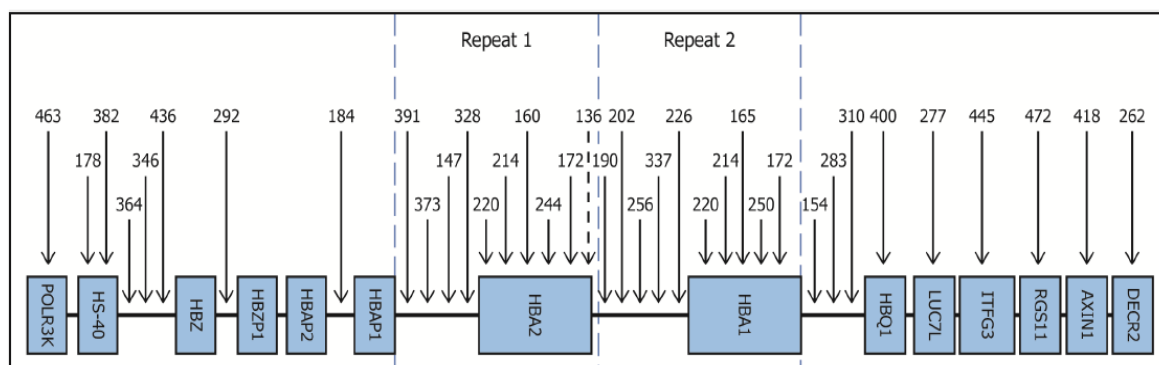 Repeat 1 Repeat 2
463 382 436 292 184 391 328 160 136 202 226 165 310 400 277 445 472 418 262
178 346 147 214 172 190 337 214 172 283
364 373 220 244 256 220 250 154
POLR3K HS-40 HBZ HBZP1 HBAP2 HBAP1 HBA2 HBA1 HBQ1 LUC7L ITFG3 RGS11 AXIN1 DECR2